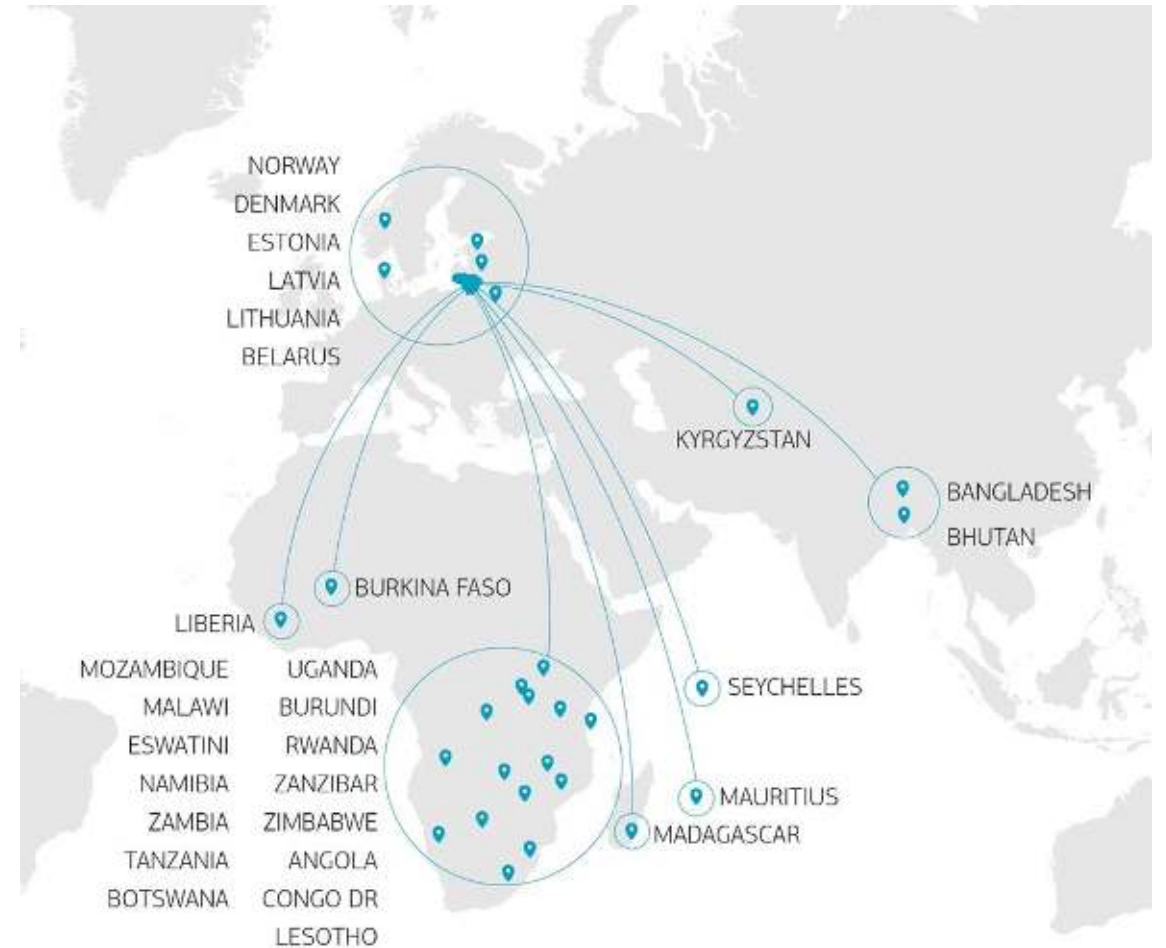 NORWAY
DENMARK
ESTONIA
LATVIA
LITHUANIA
BELARUS
KYRGYZSTAN
BANGLADESH
BHUTAN
BURKINA FASO
LIBERIA
MOZAMBIQUE UGANDA
MALAWI BURUNDI
ESWATINI RWANDA
NAMIBIA ZANZIBAR
ZAMBIA ZIMBABWE
TANZANIA ANGOLA
BOTSWANA CONGO DR
LESOTHO
SEYCHELLES
MAURITIUS
MADAGASCAR